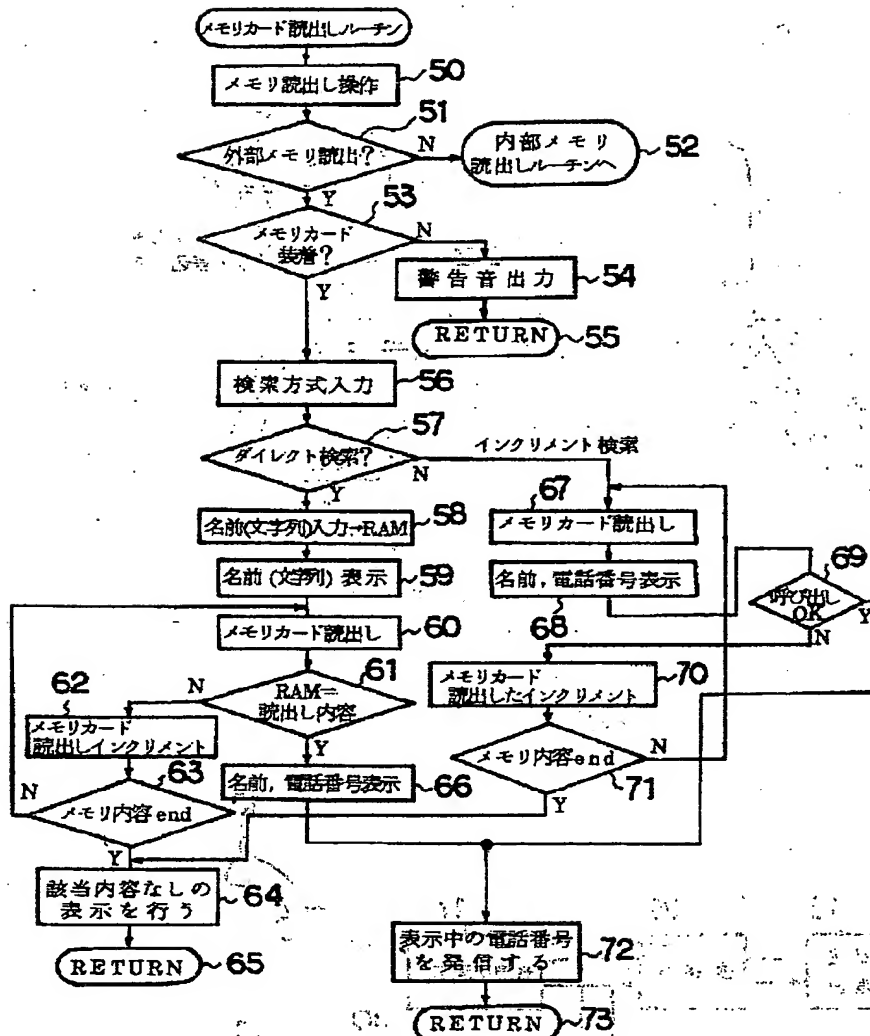 メモリカード読出しルーチン
メモリ読出し操作
50
51
外部メモリ読出?
N
内部メモリ
読出しルーチンへ
52
Y
53
メモリカード
装着?
N
警告音出力
54
Y
RETURN
55
検索方式入力
56
57
ダイレクト検索?
N
インクリメント検索
Y
67
名前(文字列)入力→RAM
58
メモリカード読出し
69
名前(文字列)表示
59
名前,電話番号表示
呼び出し
OK
Y
メモリカード読出し
60
68
N
61
62
N
RAM=
読出し内容
メモリカード
読出したインクリメント
70
メモリカード
読出しインクリメント
Y
メモリ内容end
N
63
名前,電話番号表示
66
71
N
メモリ内容end
Y
Y
該当内容なしの
表示を行う
64
表示中の電話番号
を発信する
72
RETURN
65
RETURN
73